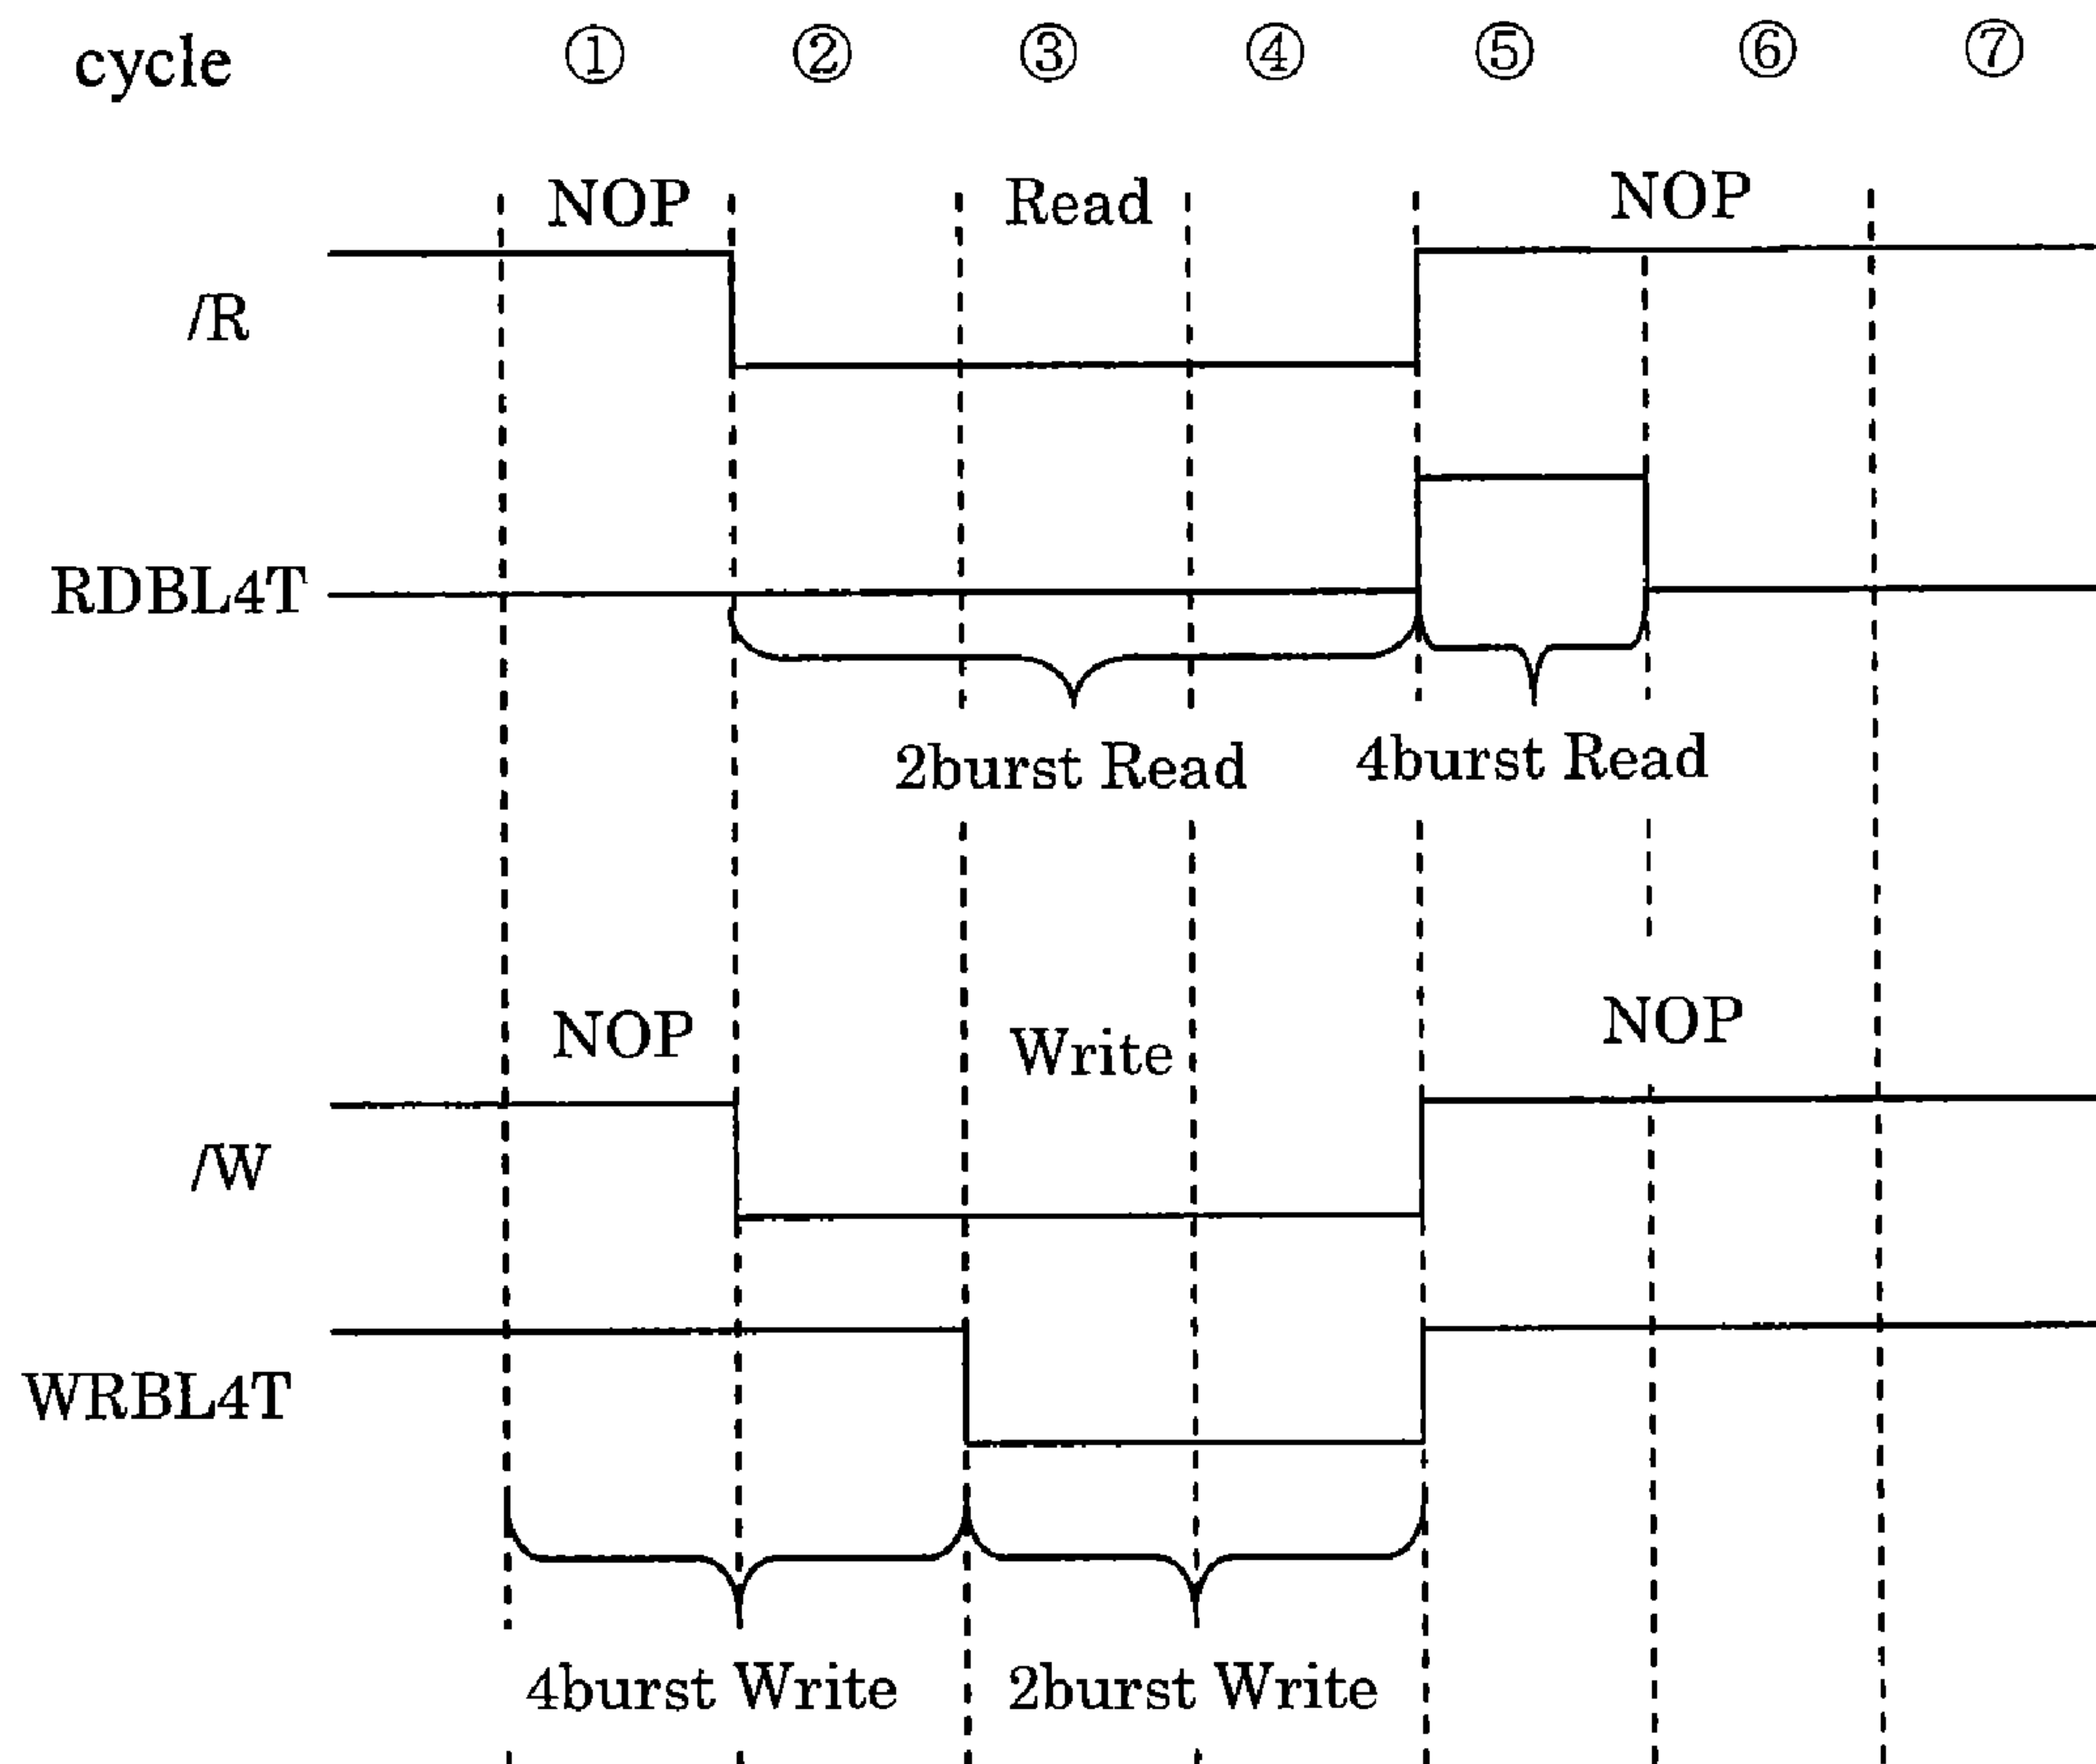 cycle ① ② ③ ④ ⑤ ⑥ ⑦
NOP Read NOP
/R
RDBL4T
2burst Read 4burst Read
NOP Write NOP
/W
WRBL4T
4burst Write 2burst Write